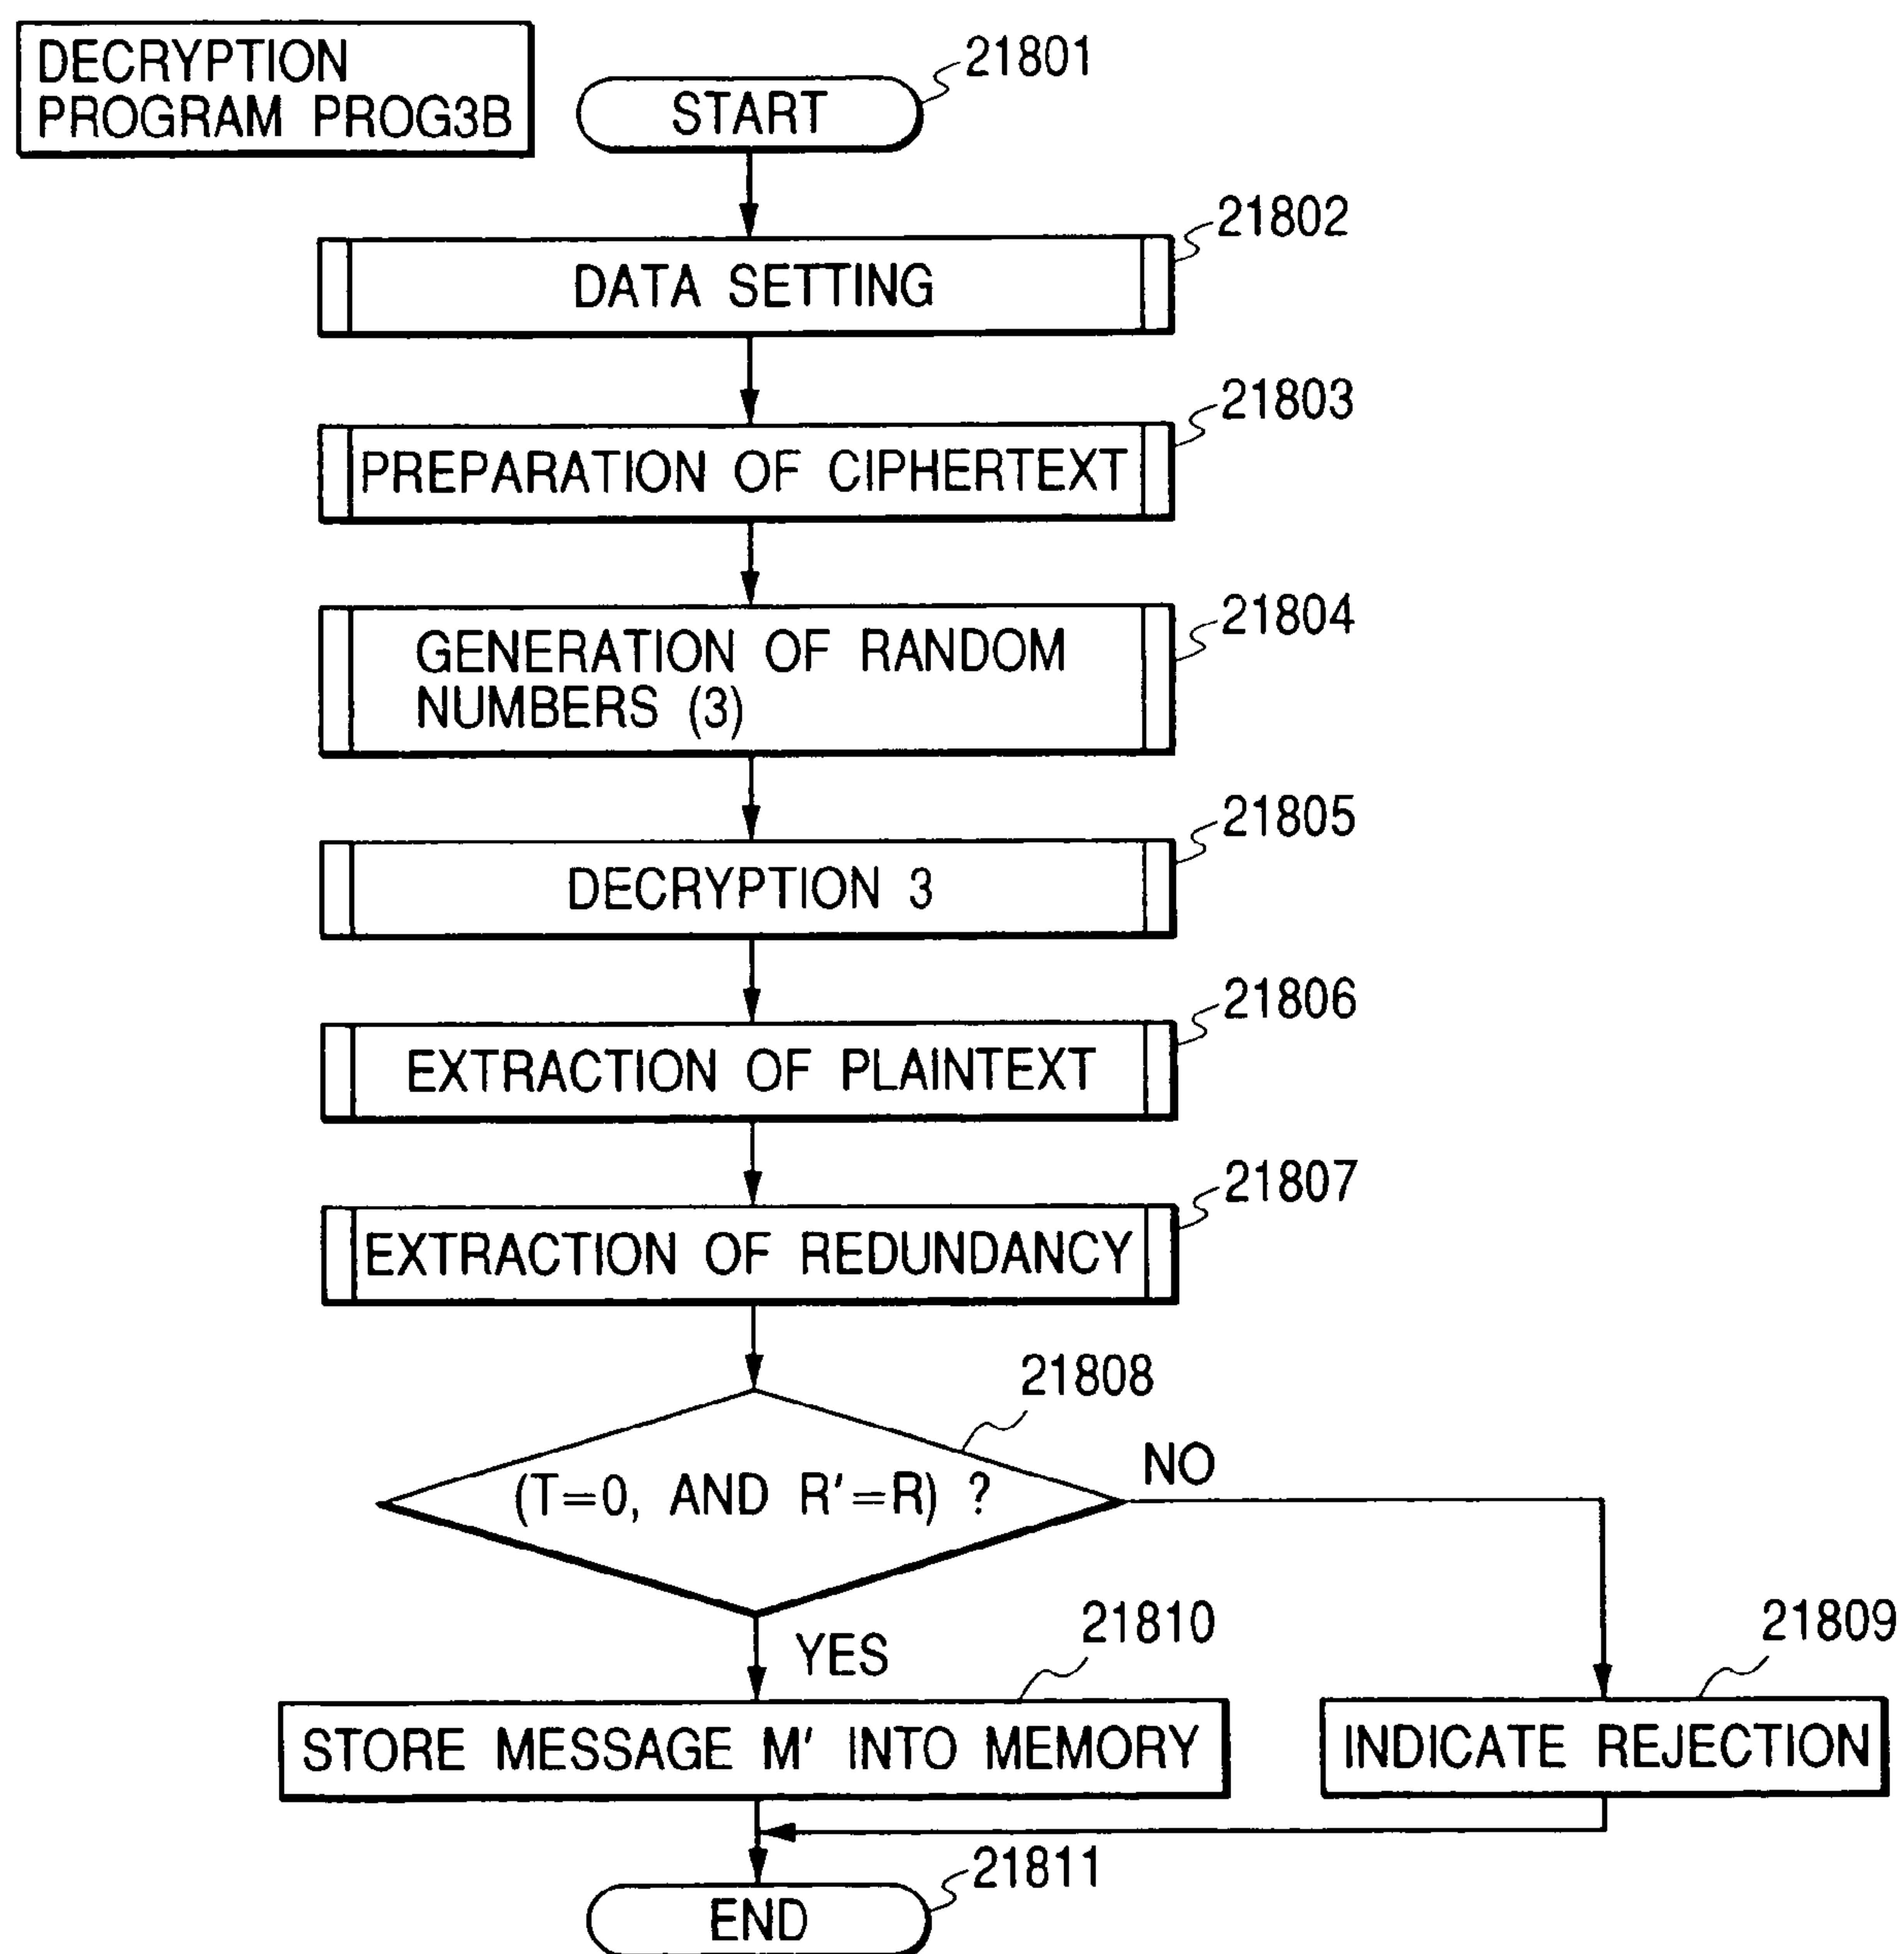 DECRYPTION
PROGRAM PROG3B
START
21801
DATA SETTING
21802
PREPARATION OF CIPHERTEXT
21803
GENERATION OF RANDOM
NUMBERS (3)
21804
DECRYPTION 3
21805
EXTRACTION OF PLAINTEXT
21806
EXTRACTION OF REDUNDANCY
21807
21808
(T=0, AND R'=R) ?
NO
YES
21810
21809
STORE MESSAGE M' INTO MEMORY
INDICATE REJECTION
21811
END